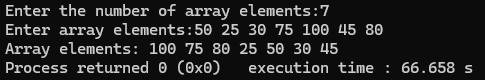 Enter the number of array elements:7
Enter array elements:50 25 30 75 100 45 80
Array elements: 100 75 80 25 50 30 45
Process returned 0 (0x0)   execution time : 66.658 s